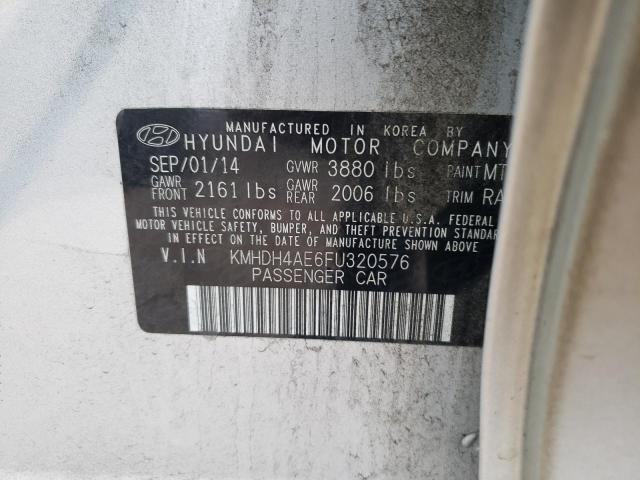 MANUFACTURED IN KOREA BY
HYUNDAI MOTOR COMPANY
SEP/01/14 GVWR 3880 lbs PAINT MT
GAWR FRONT 2161 lbs GAWR REAR 2006 lbs TRIM RA
THIS VEHICLE CONFORMS TO ALL APPLICABLE U.S.A. FEDERAL
MOTOR VEHICLE SAFETY, BUMPER, AND THEFT PREVENTION STANDARD
IN EFFECT ON THE DATE OF MANUFACTURE SHOWN ABOVE.
V.I.N KMHDH4AE6FU320576
PASSENGER CAR